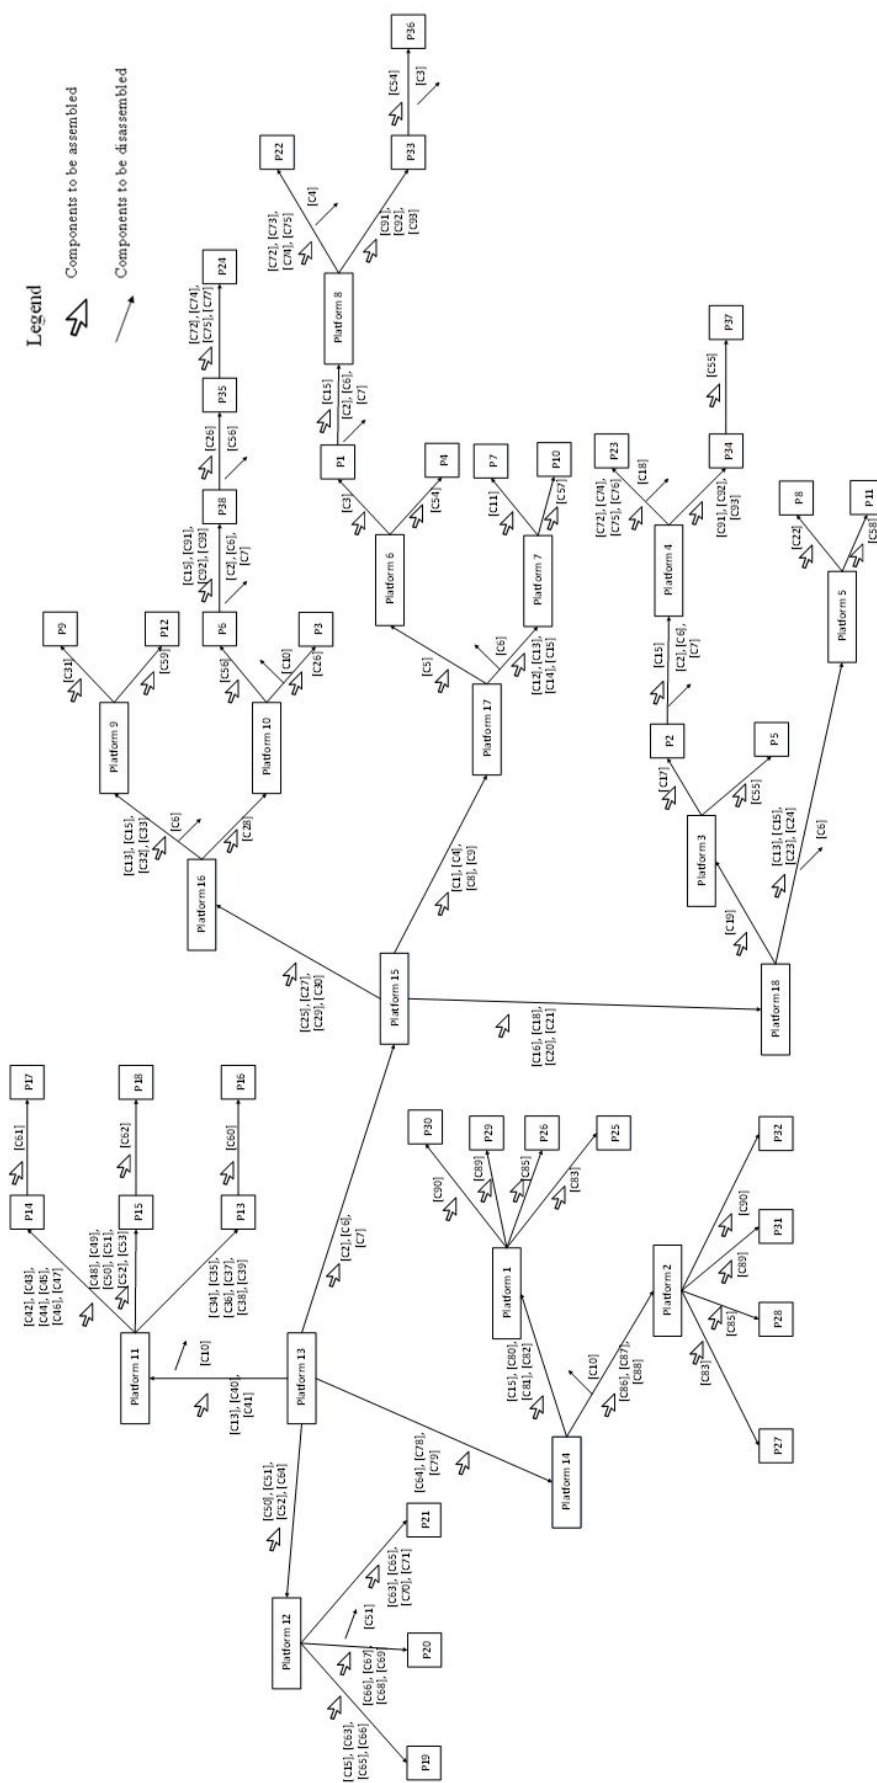 Legend
Components to be assembled
Components to be disassembled
P36
[C54]
[C3]
P33
P22
[C4]
[C72], [C73],
[C74], [C75]
[C91],
[C92],
[C93]
Platform 8
[C15]
[C2], [C6],
[C7]
P1
P4
[C3]
[C54]
Platform 6
P7
P10
[C11]
[C57]
Platform 7
[C5]
[C6]
[C12], [C13],
[C14], [C15]
Platform 17
[C1], [C4],
[C8], [C9]
P24
[C72], [C74],
[C75], [C77]
P35
[C26]
[C56]
P38
[C15], [C91],
[C92], [C93]
[C2], [C6],
[C7]
P6
P3
[C56]
[C10]
[C26]
Platform 10
P9
P12
[C31]
[C59]
Platform 9
[C13], [C15],
[C32], [C33]
[C6]
[C28]
Platform 16
[C25], [C27],
[C29], [C30]
Platform 15
P37
[C55]
P34
P23
[C18]
[C72], [C74],
[C75], [C76]
[C91], [C92],
[C93]
Platform 4
[C15]
[C2], [C6],
[C7]
P2
P5
[C17]
[C55]
Platform 3
[C19]
P8
P11
[C22]
[C58]
Platform 5
[C13], [C15],
[C23], [C24]
[C6]
Platform 18
[C16], [C18],
[C20], [C21]
[C2], [C6],
[C7]
Platform 13
P17
[C61]
P14
P18
[C62]
P15
P16
[C60]
P13
[C42], [C43],
[C44], [C45],
[C46], [C47]
[C48], [C49],
[C50], [C51],
[C52], [C53]
[C34], [C35],
[C36], [C37],
[C38], [C39]
Platform 11
[C10]
[C13], [C40],
[C41]
[C50], [C51],
[C52], [C64]
Platform 12
P21
[C63], [C65],
[C70], [C71]
[C51]
P20
[C66], [C67],
[C68], [C69]
P19
[C15], [C63],
[C65], [C66]
[C64], [C78],
[C79]
Platform 14
P30
P29
P26
P25
[C90]
[C89]
[C85]
[C83]
Platform 1
[C15], [C80],
[C81], [C82]
[C10]
[C86], [C87],
[C88]
Platform 2
P32
P31
P28
P27
[C90]
[C89]
[C85]
[C83]